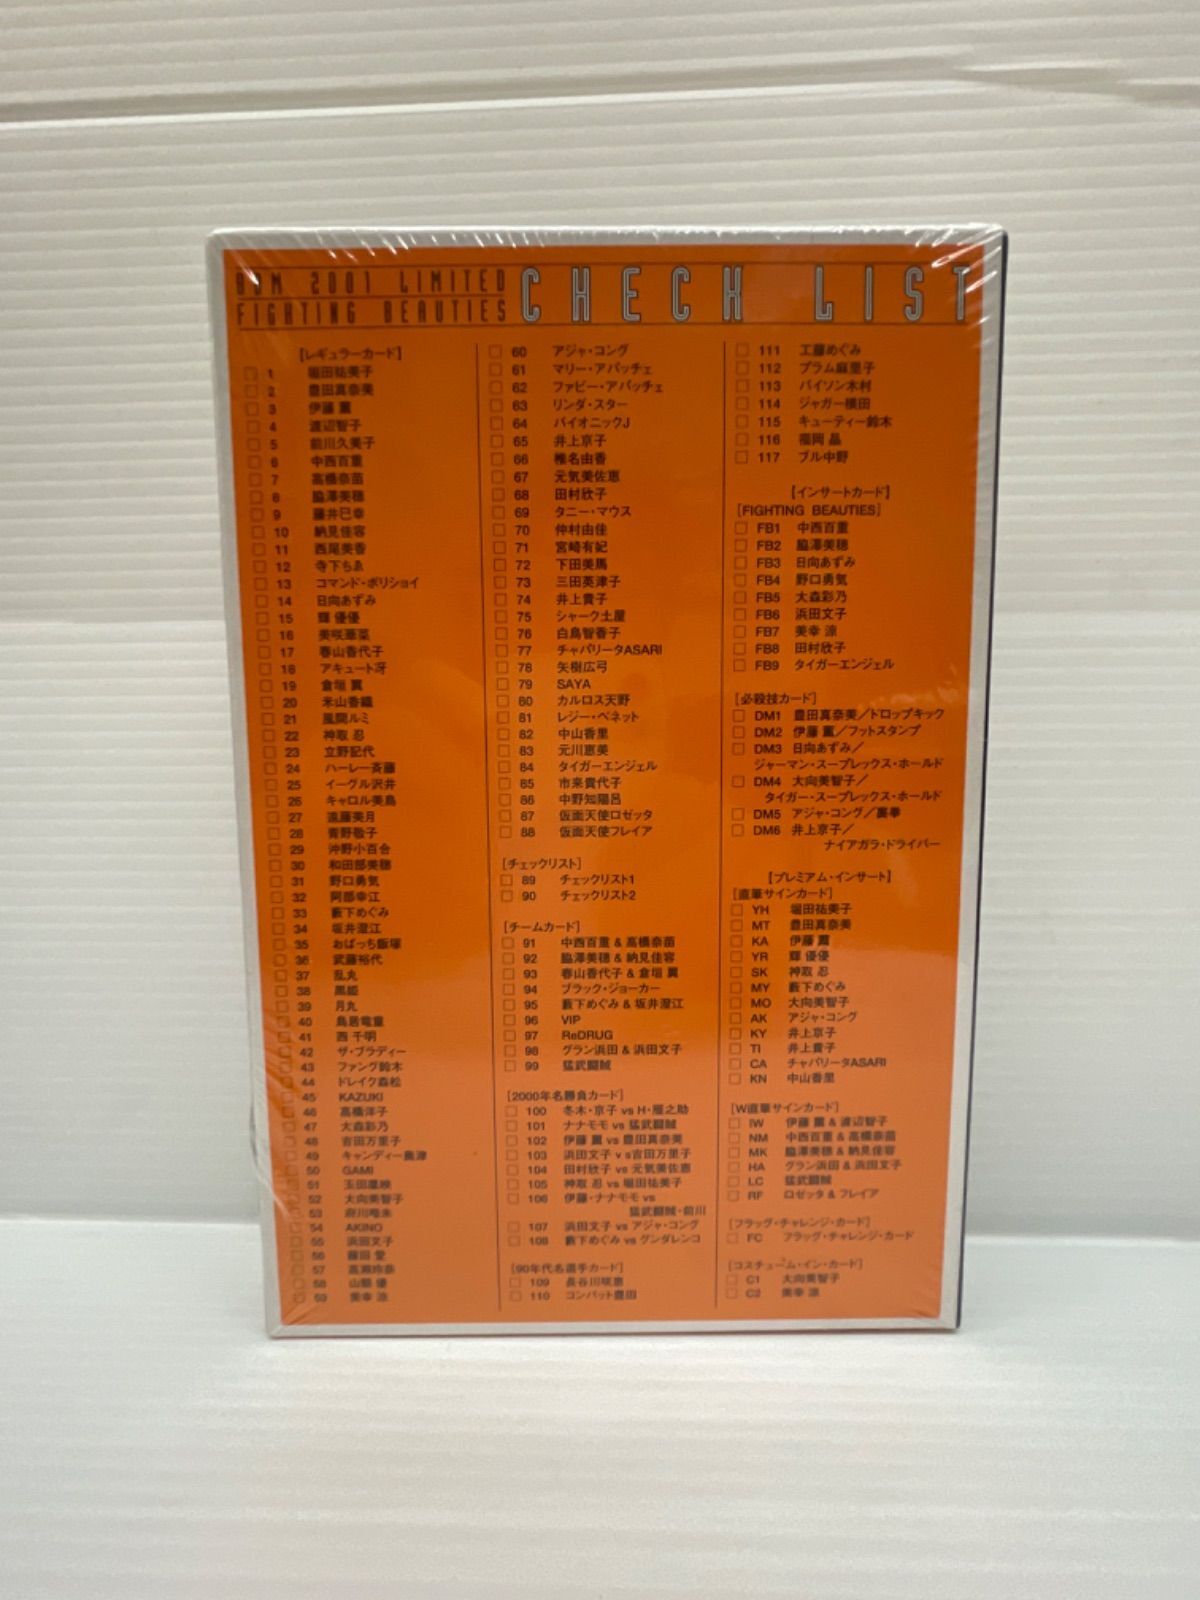 BBM 2001 LIMITED
FIGHTING BEAUTIES
CHECK LIST
【レギュラーカード】
1 堀田祐美子
2 豊田真奈美
3 伊藤 薫
4 渡辺智子
5 前川久美子
6 中西百重
7 高橋奈苗
8 脇澤美穂
9 藤井巳幸
10 納見佳容
11 西尾美香
12 寺下ちゑ
13 コマンド・ボリショイ
14 日向あずみ
15 輝 優優
16 美咲華菜
17 春山香代子
18 アキュート冴
19 倉垣 翼
20 米山香織
21 風間ルミ
22 神取 忍
23 立野記代
24 ハーレー斉藤
25 イーグル沢井
26 キャロル美鳥
27 遠藤美月
28 青野敬子
29 沖野小百合
30 和田部美穂
31 野口勇気
32 阿部幸江
33 藪下めぐみ
34 坂井澄江
35 おばっち飯塚
36 武藤裕代
37 乱丸
38 黒姫
39 月丸
40 鳥居竜童
41 西 千明
42 ザ・ブラディー
43 ファング鈴木
44 ドレイク森松
45 KAZUKI
46 高橋洋子
47 大森彩乃
48 吉田万里子
49 キャンディー奥津
50 GAMI
51 玉田凰映
52 大向美智子
53 府川唯未
54 AKINO
55 浜田文子
56 藤田 愛
57 高瀬玲奈
58 山縣 優
59 美幸 涼
60 アジャ・コング
61 マリー・アパッチェ
62 ファビー・アパッチェ
63 リンダ・スター
64 バイオニックJ
65 井上京子
66 椎名由香
67 元気美佐恵
68 田村欣子
69 タニー・マウス
70 仲村由佳
71 宮崎有妃
72 下田美馬
73 三田英津子
74 井上貴子
75 シャーク土屋
76 白鳥智香子
77 チャパリータASARI
78 矢樹広弓
79 SAYA
80 カルロス天野
81 レジー・ベネット
82 中山香里
83 元川恵美
84 タイガーエンジェル
85 市来貴代子
86 中野知陽呂
87 仮面天使ロゼッタ
88 仮面天使フレイア
[チェックリスト]
89 チェックリスト1
90 チェックリスト2
[チームカード]
91 中西百重 & 高橋奈苗
92 脇澤美穂 & 納見佳容
93 春山香代子 & 倉垣 翼
94 ブラック・ジョーカー
95 藪下めぐみ & 坂井澄江
96 VIP
97 ReDRUG
98 グラン浜田 & 浜田文子
99 猛武闘賊
[2000年名勝負カード]
100 冬木・京子 vs H・雁之助
101 ナナモモ vs 猛武闘賊
102 伊藤 薫 vs 豊田真奈美
103 浜田文子 v s吉田万里子
104 田村欣子 vs 元気美佐恵
105 神取 忍 vs 堀田祐美子
106 伊藤・ナナモモ vs
猛武闘賊・前川
107 浜田文子 vs アジャ・コング
108 藪下めぐみ vs グンダレンコ
[90年代名選手カード]
109 長谷川咲恵
110 コンバット豊田
111 工藤めぐみ
112 プラム麻里子
113 バイソン木村
114 ジャガー横田
115 キューティー鈴木
116 福岡 晶
117 ブル中野
【インサートカード】
[FIGHTING BEAUTIES]
FB1 中西百重
FB2 脇澤美穂
FB3 日向あずみ
FB4 野口勇気
FB5 大森彩乃
FB6 浜田文子
FB7 美幸 涼
FB8 田村欣子
FB9 タイガーエンジェル
[必殺技カード]
DM1 豊田真奈美／ドロップキック
DM2 伊藤 薫／フットスタンプ
DM3 日向あずみ／
ジャーマン・スープレックス・ホールド
DM4 大向美智子／
タイガー・スープレックス・ホールド
DM5 アジャ・コング／裏拳
DM6 井上京子／
ナイアガラ・ドライバー
【プレミアム・インサート】
[直筆サインカード]
YH 堀田祐美子
MT 豊田真奈美
KA 伊藤 薫
YR 輝 優優
SK 神取 忍
MY 藪下めぐみ
MO 大向美智子
AK アジャ・コング
KY 井上京子
TI 井上貴子
CA チャパリータASARI
KN 中山香里
[W直筆サインカード]
IW 伊藤 薫 & 渡辺智子
NM 中西百重 & 高橋奈苗
MK 脇澤美穂 & 納見佳容
HA グラン浜田 & 浜田文子
LC 猛武闘賊
RF ロゼッタ & フレイア
[フラッグ・チャレンジ・カード]
FC フラッグ・チャレンジ・カード
[コスチューム・イン・カード]
C1 大向美智子
C2 美幸 涼